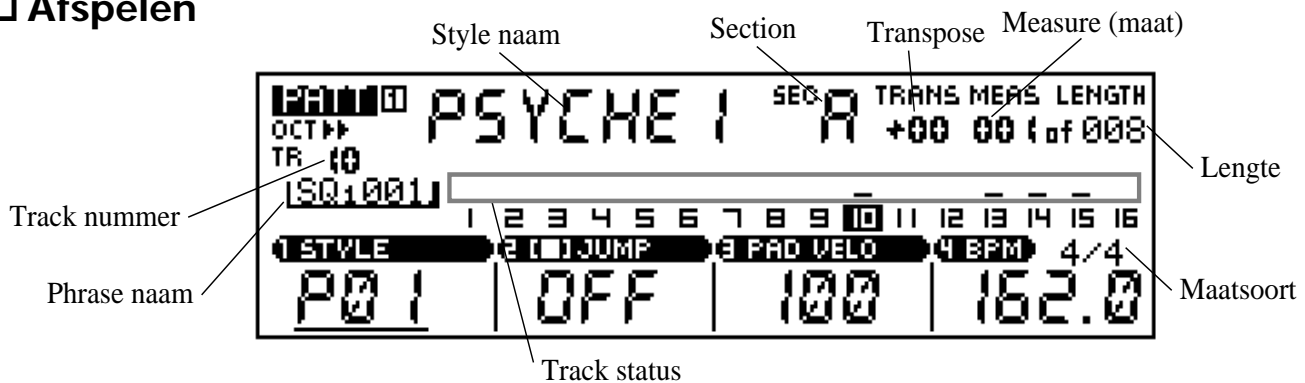 ❏ Afspelen
Style naam
Section
Transpose
Measure (maat)
PATT 1
PSYCHE 1
SEC A
TRANS MEAS LENGTH
OCT ▶▶
+00 001 of 008
TR 10
Lengte
SQ1001
Track nummer
1 2 3 4 5 6 7 8 9 10 11 12 13 14 15 16
1 STYLE
2 [■] JUMP
3 PAD VELO
4 BPM
4/4
Phrase naam
P01
OFF
100
162.0
Maatsoort
Track status